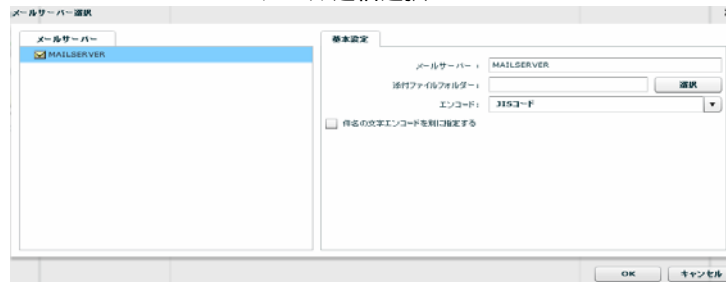 メールサーバー選択
メールサーバー
MAILSERVER
基本設定
メールサーバー：
MAILSERVER
添付ファイルフォルダー：
選択
エンコード：
JISコード
件名の文字エンコードを別に指定する
OK
キャンセル